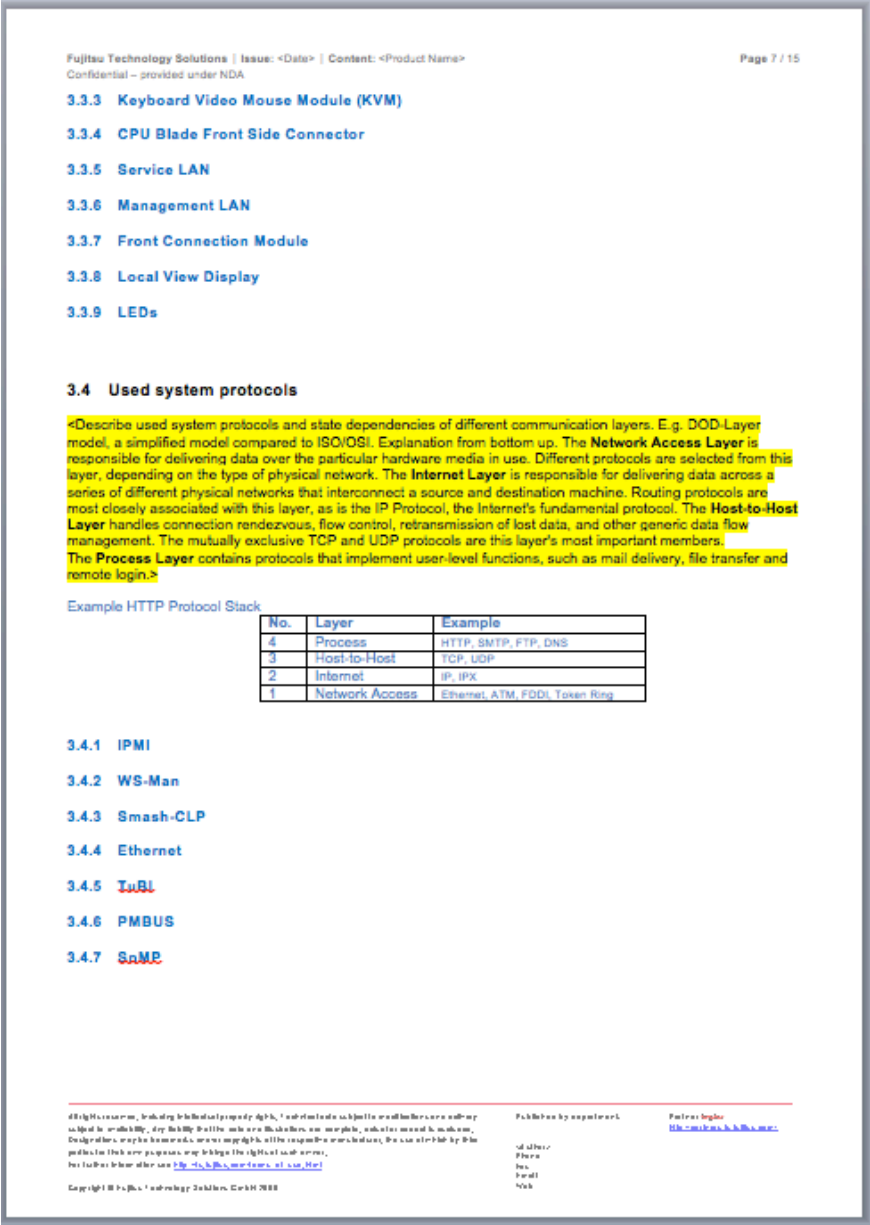 Fujitsu Technology Solutions | Issue: <Date> | Content: <Product Name>
Page 7 / 15
Confidential – provided under NDA
3.3.3 Keyboard Video Mouse Module (KVM)
3.3.4 CPU Blade Front Side Connector
3.3.5 Service LAN
3.3.6 Management LAN
3.3.7 Front Connection Module
3.3.8 Local View Display
3.3.9 LEDs
3.4 Used system protocols
<Describe used system protocols and state dependencies of different communication layers. E.g. DOD-Layer
model, a simplified model compared to ISO/OSI. Explanation from bottom up. The Network Access Layer is
responsible for delivering data over the particular hardware media in use. Different protocols are selected from this
layer, depending on the type of physical network. The Internet Layer is responsible for delivering data across a
series of different physical networks that interconnect a source and destination machine. Routing protocols are
most closely associated with this layer, as is the IP Protocol, the Internet's fundamental protocol. The Host-to-Host
Layer handles connection rendezvous, flow control, retransmission of lost data, and other generic data flow
management. The mutually exclusive TCP and UDP protocols are this layer's most important members.
The Process Layer contains protocols that implement user-level functions, such as mail delivery, file transfer and
remote login.>
Example HTTP Protocol Stack
No. Layer Example
4 Process HTTP, SMTP, FTP, DNS
3 Host-to-Host TCP, UDP
2 Internet IP, IPX
1 Network Access Ethernet, ATM, FDDI, Token Ring
3.4.1 IPMI
3.4.2 WS-Man
3.4.3 Smash-CLP
3.4.4 Ethernet
3.4.5 TuBI
3.4.6 PMBUS
3.4.7 SnMP
Published by department
Copyright © Fujitsu Technology Solutions GmbH